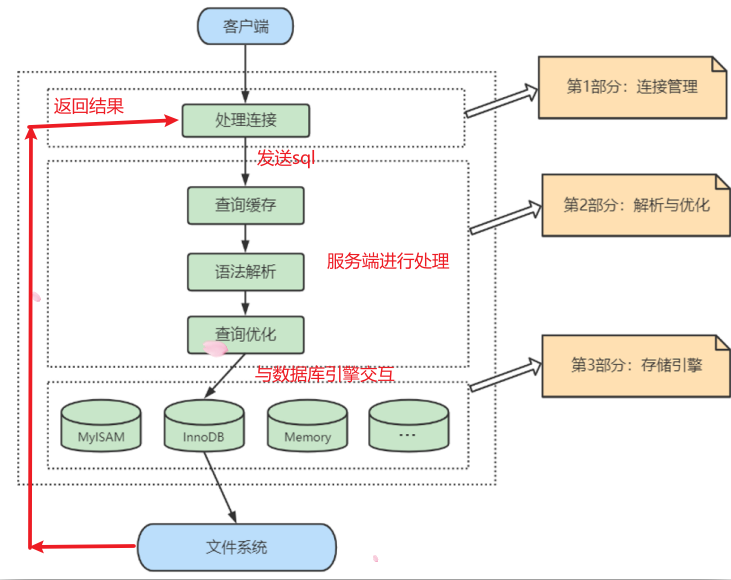 客户端
返回结果
处理连接
第1部分：连接管理
发送sql
查询缓存
第2部分：解析与优化
语法解析
服务端进行处理
查询优化
与数据库引擎交互
第3部分：存储引擎
MyISAM
InnoDB
Memory
...
文件系统